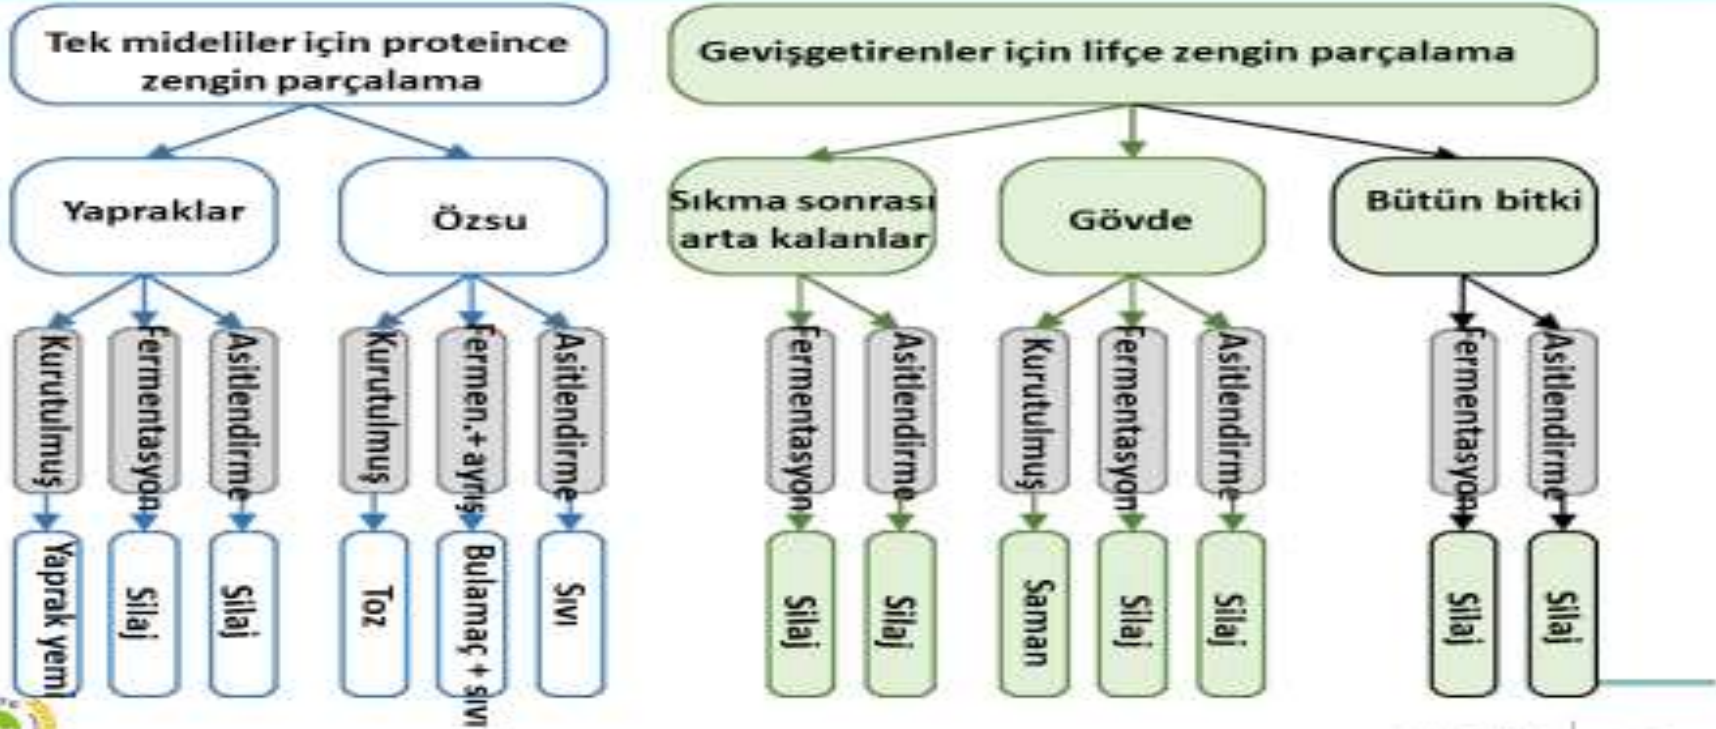 Tek mideliler için proteince
zengin parçalama
Gevişgetirenler için lifçe zengin parçalama
Yapraklar
Özsu
Sıkma sonrası
arta kalanlar
Gövde
Bütün bitki
Kurutulmuş
Fermentasyon
Asitlendirme
Kurutulmuş
Fermen.+ ayrış
Asitlendirme
Fermentasyon
Asitlendirme
Kurutulmuş
Fermentasyon
Asitlendirme
Fermentasyon
Asitlendirme
Yaprak yemi
Silaj
Silaj
Toz
Bulamaç + sıvı
Sıvı
Silaj
Silaj
Saman
Silaj
Silaj
Silaj
Silaj